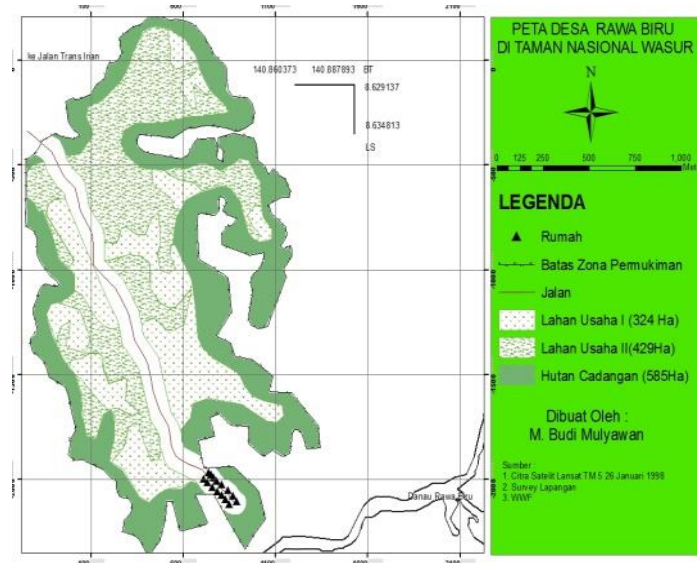 ke Jalan Trans Irian
140.860373 140.887893 BT
8.629137
8.634813
LS
Danau Rawa Biru
PETA DESA RAWA BIRU
DI TAMAN NASIONAL WASUR
N
0 125 250 500 750 1,000
LEGENDA
Rumah
Batas Zona Permukiman
Jalan
Lahan Usaha I (324 Ha)
Lahan Usaha II(429Ha)
Hutan Cadangan (585Ha)
Dibuat Oleh :
M. Budi Mulyawan
Sumber :
1. Citra Satelit Lansat TM 5 26 Januari 1998
2. Survey Lapangan
3. WWF